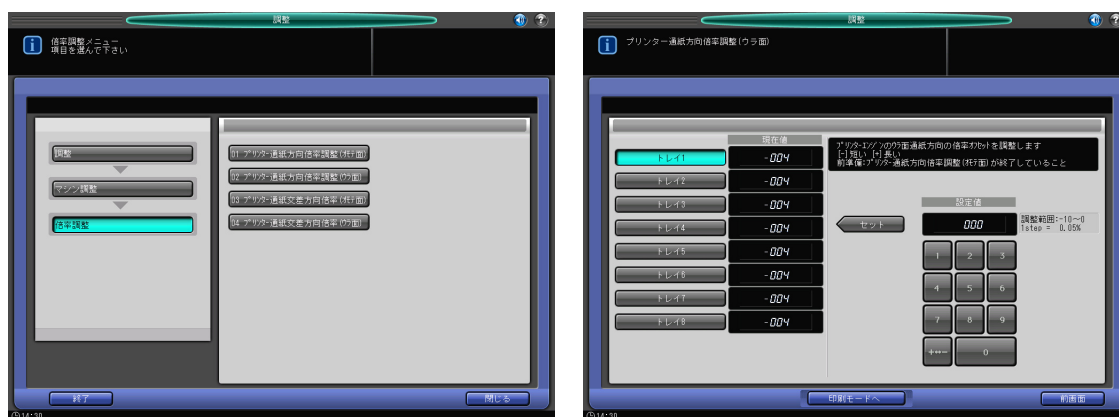 調整
倍率調整メニュー
項目を選んで下さい
調整
マシン調整
倍率調整
01 プリンター通紙方向倍率調整(オモテ面)
02 プリンター通紙方向倍率調整(ウラ面)
03 プリンター通紙交差方向倍率(オモテ面)
04 プリンター通紙交差方向倍率(ウラ面)
終了
閉じる
14:30
調整
プリンター通紙方向倍率調整(ウラ面)
現在値
トレイ1 -004
トレイ2 -004
トレイ3 -004
トレイ4 -004
トレイ5 -004
トレイ6 -004
トレイ7 -004
トレイ8 -004
プリンターエンジンのウラ面通紙方向の倍率オフセットを調整します
[-]短い [+]長い
前準備:プリンター通紙方向倍率調整(オモテ面)が終了していること
設定値
セット
000
調整範囲:-10~0
1step = 0.05%
1 2 3
4 5 6
7 8 9
+↔- 0
印刷モードへ
前画面
14:30